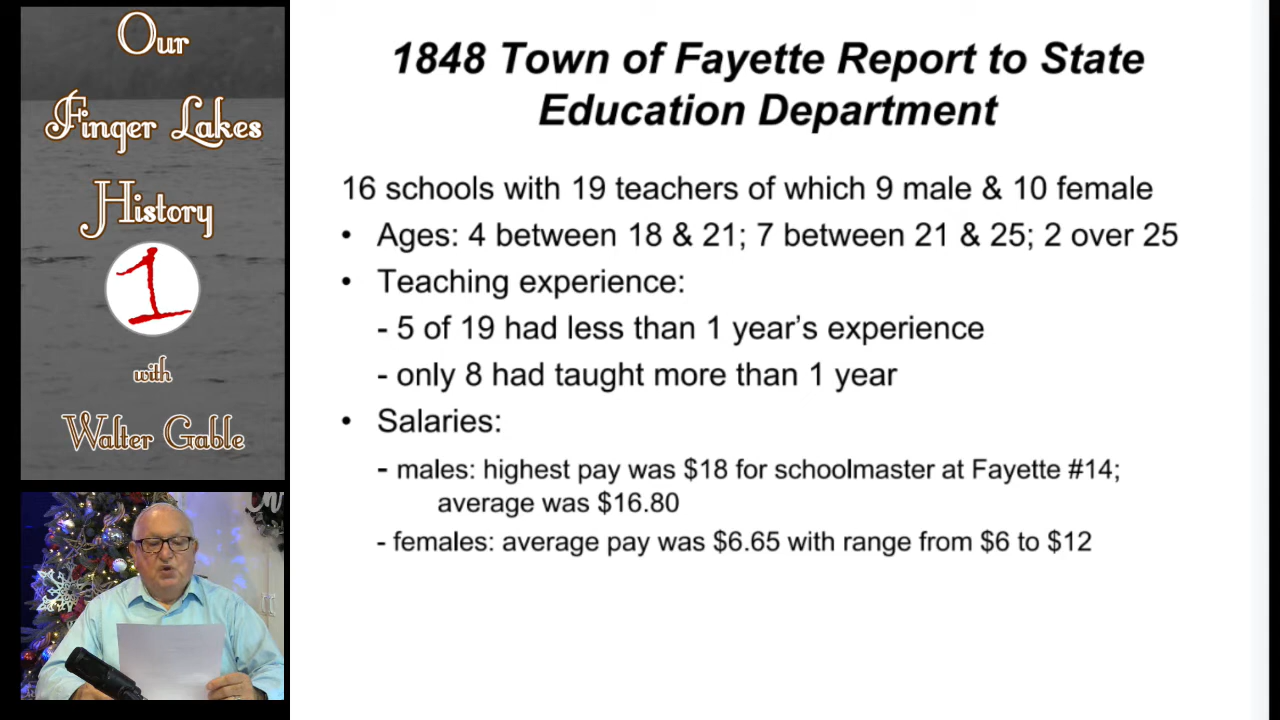 Our
Finger Lakes
History
1
with
Walter Gable
1848 Town of Fayette Report to State
Education Department
16 schools with 19 teachers of which 9 male & 10 female
• Ages: 4 between 18 & 21; 7 between 21 & 25; 2 over 25
• Teaching experience:
- 5 of 19 had less than 1 year’s experience
- only 8 had taught more than 1 year
• Salaries:
- males: highest pay was $18 for schoolmaster at Fayette #14;
average was $16.80
- females: average pay was $6.65 with range from $6 to $12